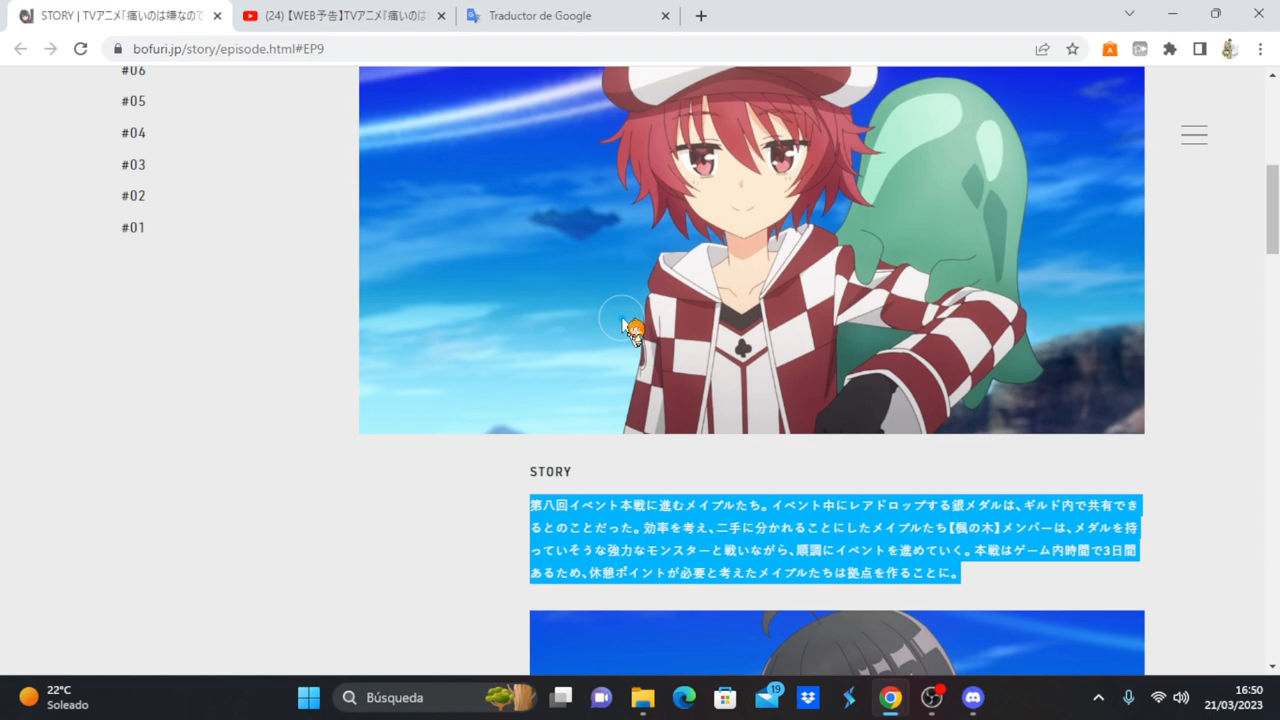 STORY | TVアニメ「痛いのは嫌なので
(24) 【WEB予告】TVアニメ「痛いのは
Traductor de Google
bofuri.jp/story/episode.html#EP9
#06
#05
#04
#03
#02
#01
STORY
第八回イベント本戦に進むメイプルたち。イベント中にレアドロップする銀メダルは、ギルド内で共有でき
るとのことだった。効率を考え、二手に分かれることにしたメイプルたち【楓の木】メンバーは、メダルを持
っていそうな強力なモンスターと戦いながら、順調にイベントを進めていく。本戦はゲーム内時間で3日間
あるため、休憩ポイントが必要と考えたメイプルたちは拠点を作ることに。
22°C
Soleado
Búsqueda
19
16:50
21/03/2023